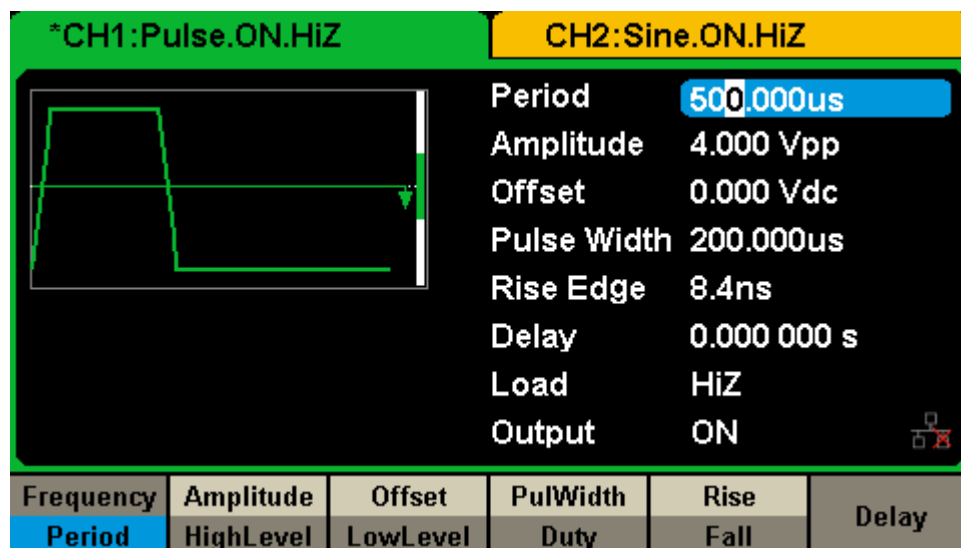 *CH1:Pulse.ON.HiZ CH2:Sine.ON.HiZ
Period 500.000us
Amplitude 4.000 Vpp
Offset 0.000 Vdc
Pulse Width 200.000us
Rise Edge 8.4ns
Delay 0.000 000 s
Load HiZ
Output ON
Frequency Amplitude Offset PulWidth Rise Delay
Period HighLevel LowLevel Duty Fall